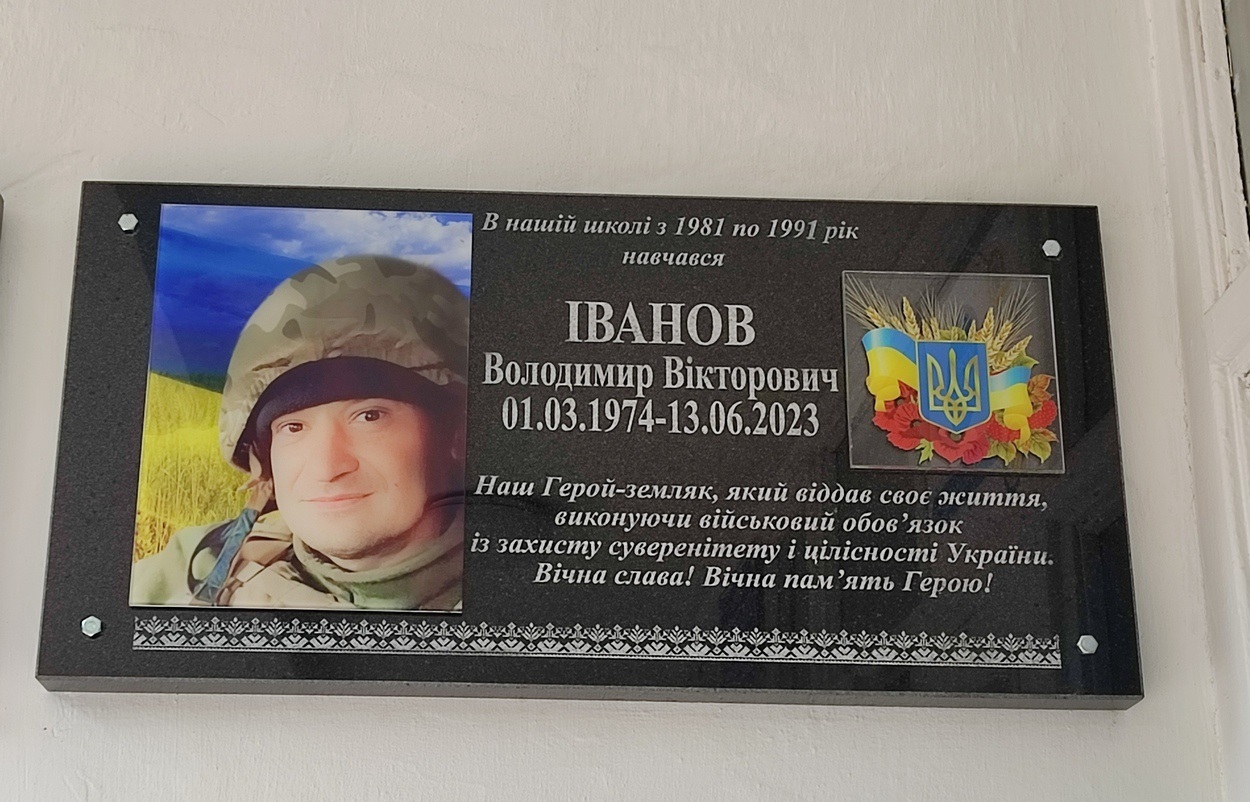 В нашій школі з 1981 по 1991 рік
навчався
ІВАНОВ
Володимир Вікторович
01.03.1974-13.06.2023
Наш Герой-земляк, який віддав своє життя,
виконуючи військовий обов’язок
із захисту суверенітету і цілісності України.
Вічна слава! Вічна пам’ять Герою!